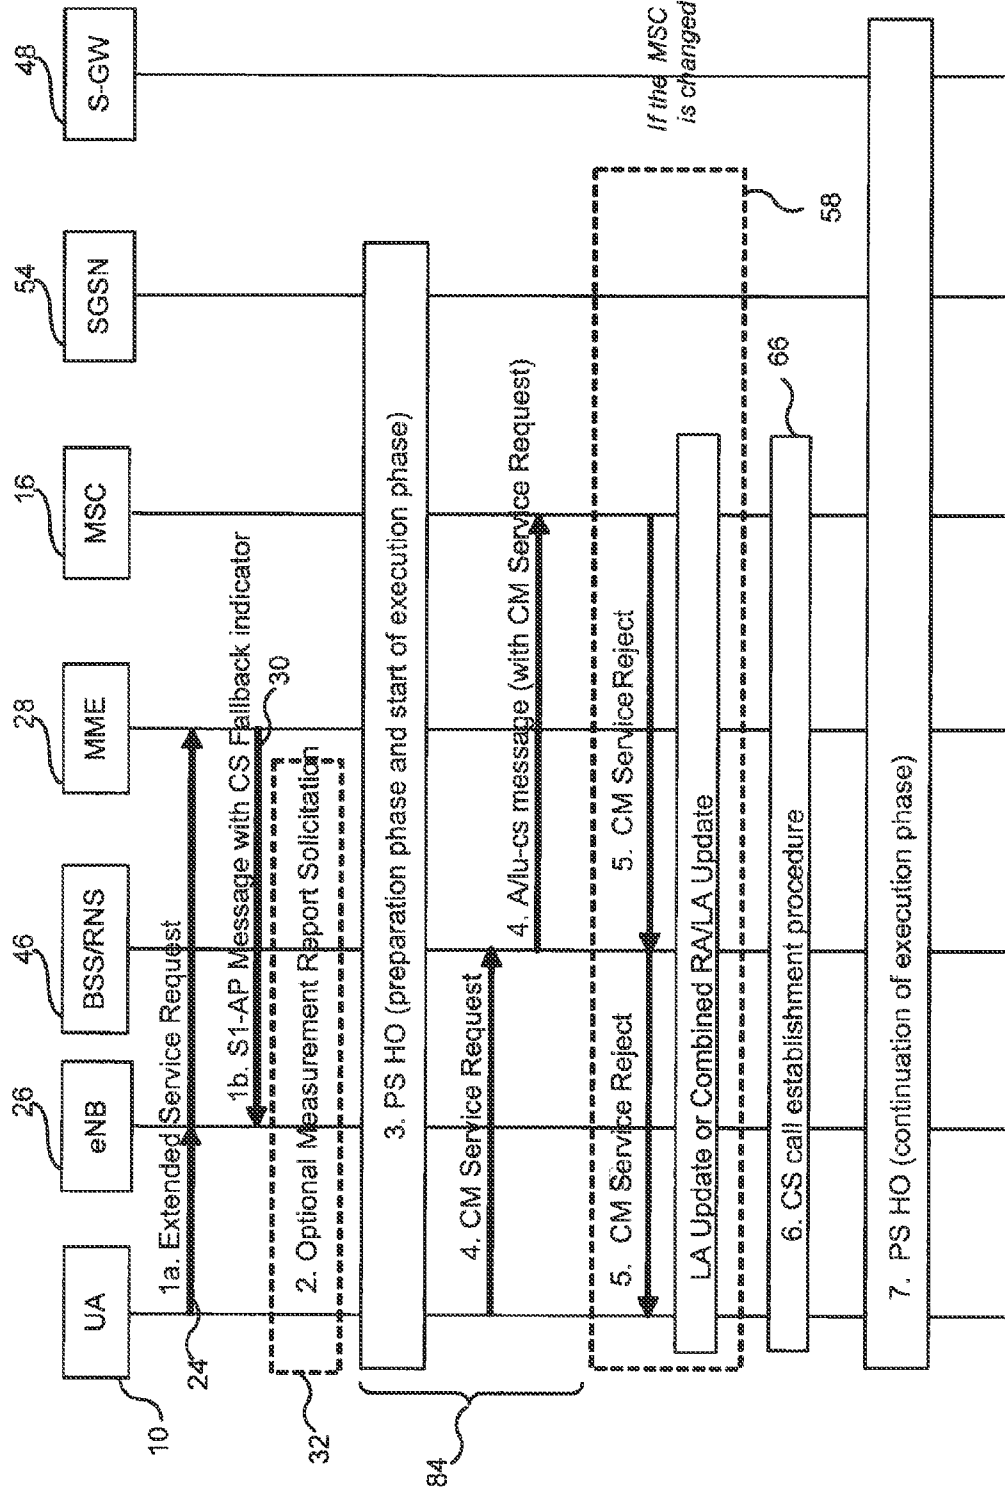 10
UA
26
eNB
46
BSS/RNS
28
MME
16
MSC
54
SGSN
48
S-GW
24
1a. Extended Service Request
1b. S1-AP Message with CS Fallback indicator
30
32
2. Optional Measurement Report Solicitation
84
3. PS HO (preparation phase and start of execution phase)
4. CM Service Request
4. A/Iu-cs message (with CM Service Request)
If the MSC
is changed
5. CM Service Reject
5. CM Service Reject
LA Update or Combined RA/LA Update
58
6. CS call establishment procedure
66
7. PS HO (continuation of execution phase)